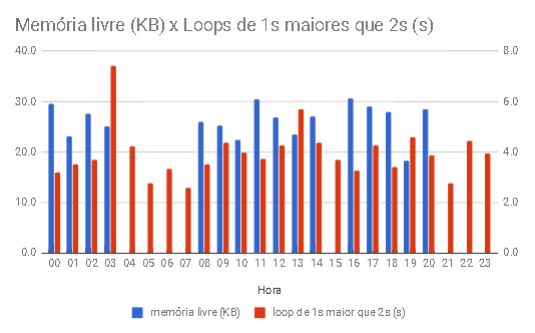 Memória livre (KB) x Loops de 1s maiores que 2s (s)
40.0 8.0
30.0 6.0
20.0 4.0
10.0 2.0
0.0 0.0
00 01 02 03 04 05 06 07 08 09 10 11 12 13 14 15 16 17 18 19 20 21 22 23
Hora
memória livre (KB) loop de 1s maior que 2s (s)